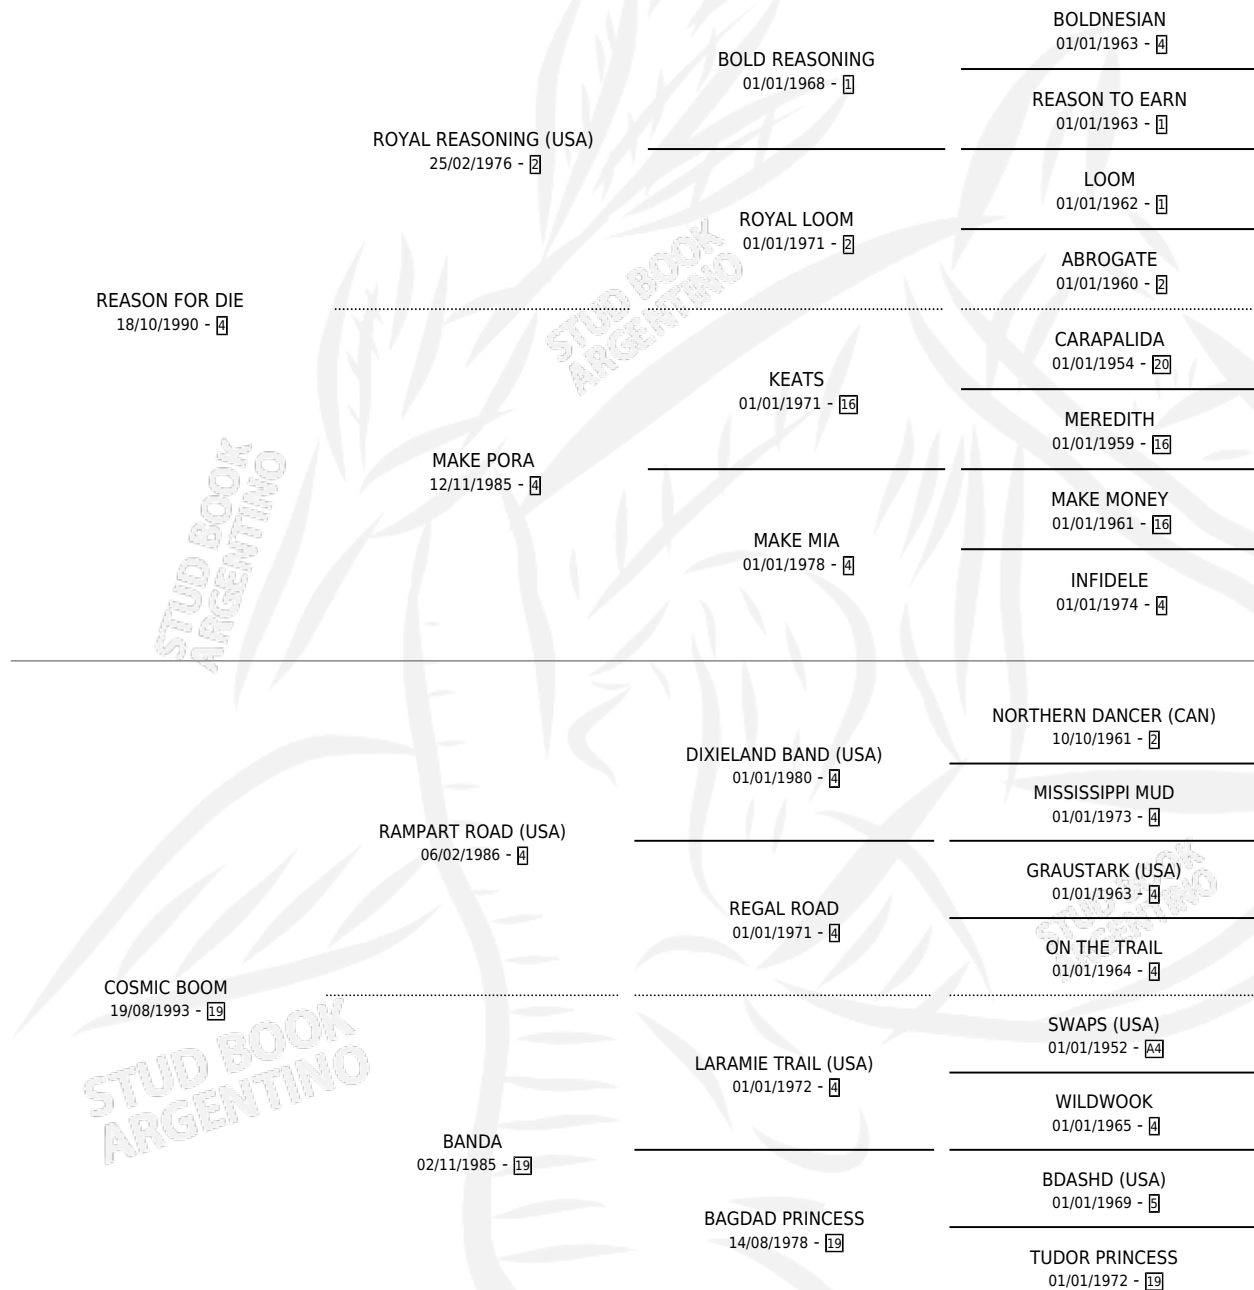 BOLDNESIAN
01/01/1963 - 4
BOLD REASONING
01/01/1968 - 1
REASON TO EARN
01/01/1963 - 1
ROYAL REASONING (USA)
25/02/1976 - 2
LOOM
01/01/1962 - 1
ROYAL LOOM
01/01/1971 - 2
ABROGATE
01/01/1960 - 2
REASON FOR DIE
18/10/1990 - 4
CARAPALIDA
01/01/1954 - 20
KEATS
01/01/1971 - 16
MEREDITH
01/01/1959 - 16
MAKE PORA
12/11/1985 - 4
MAKE MONEY
01/01/1961 - 16
MAKE MIA
01/01/1978 - 4
INFIDELE
01/01/1974 - 4
NORTHERN DANCER (CAN)
10/10/1961 - 2
DIXIELAND BAND (USA)
01/01/1980 - 4
MISSISSIPPI MUD
01/01/1973 - 4
RAMPART ROAD (USA)
06/02/1986 - 4
GRAUSTARK (USA)
01/01/1963 - 4
REGAL ROAD
01/01/1971 - 4
ON THE TRAIL
01/01/1964 - 4
COSMIC BOOM
19/08/1993 - 19
SWAPS (USA)
01/01/1952 - A4
LARAMIE TRAIL (USA)
01/01/1972 - 4
WILDWOOK
01/01/1965 - 4
BANDA
02/11/1985 - 19
BDASHD (USA)
01/01/1969 - 5
BAGDAD PRINCESS
14/08/1978 - 19
TUDOR PRINCESS
01/01/1972 - 19
STUD BOOK
ARGENTINO
STUD BOOK
ARGENTINO
STUD BOOK
ARGENTINO
STUD BOOK
ARGENTINO